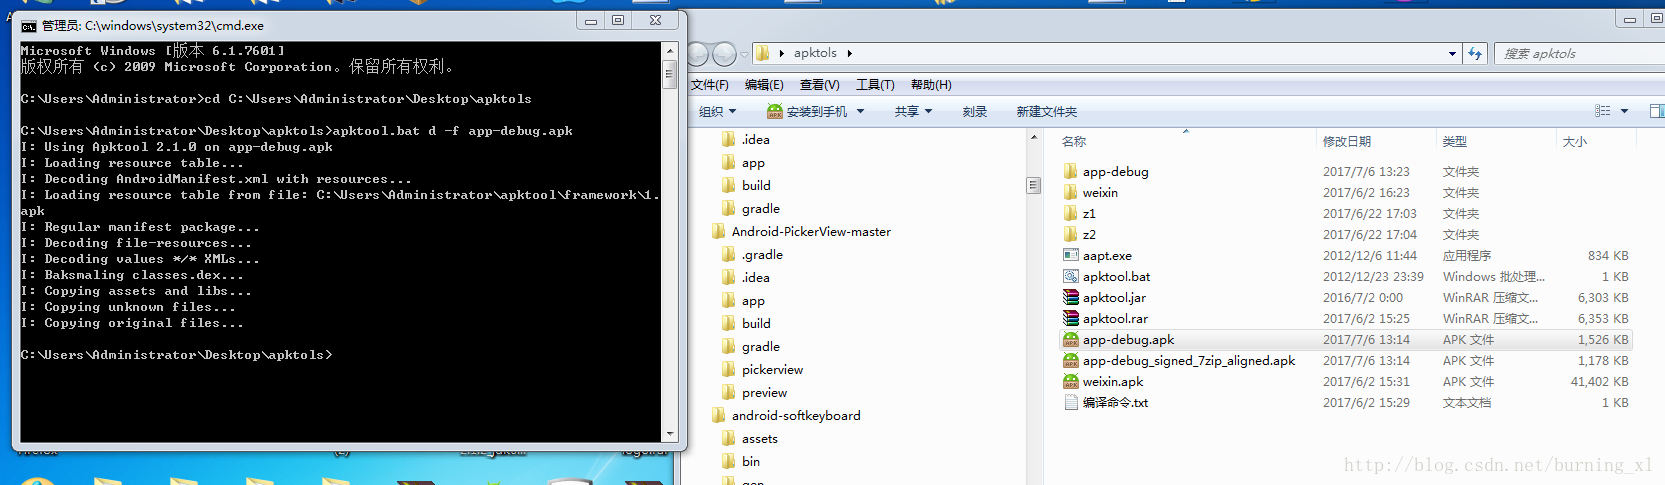 管理员: C:\windows\system32\cmd.exe
Microsoft Windows [版本 6.1.7601]
版权所有 (c) 2009 Microsoft Corporation。保留所有权利。
C:\Users\Administrator>cd C:\Users\Administrator\Desktop\apktols
C:\Users\Administrator\Desktop\apktols>apktool.bat d -f app-debug.apk
I: Using Apktool 2.1.0 on app-debug.apk
I: Loading resource table...
I: Decoding AndroidManifest.xml with resources...
I: Loading resource table from file: C:\Users\Administrator\apktool\framework\1.
apk
I: Regular manifest package...
I: Decoding file-resources...
I: Decoding values */* XMLs...
I: Baksmaling classes.dex...
I: Copying assets and libs...
I: Copying unknown files...
I: Copying original files...
C:\Users\Administrator\Desktop\apktols>
apktols
搜索 apktols
文件(F) 编辑(E) 查看(V) 工具(T) 帮助(H)
组织 安装到手机 共享 刻录 新建文件夹
.idea
app
build
gradle
Android-PickerView-master
.gradle
.idea
app
build
gradle
pickerview
preview
android-softkeyboard
assets
bin
gen
名称 修改日期 类型 大小
app-debug 2017/7/6 13:23 文件夹
weixin 2017/6/2 16:23 文件夹
z1 2017/6/22 17:03 文件夹
z2 2017/6/22 17:04 文件夹
aapt.exe 2012/12/6 11:44 应用程序 834 KB
apktool.bat 2012/12/23 23:39 Windows 批处理... 1 KB
apktool.jar 2016/7/2 0:00 WinRAR 压缩文... 6,303 KB
apktool.rar 2017/6/2 15:25 WinRAR 压缩文... 6,353 KB
app-debug.apk 2017/7/6 13:14 APK 文件 1,526 KB
app-debug_signed_7zip_aligned.apk 2017/7/6 13:14 APK 文件 1,178 KB
weixin.apk 2017/6/2 15:31 APK 文件 41,402 KB
编译命令.txt 2017/6/2 15:29 文本文档 1 KB
http://blog.csdn.net/burning_xl